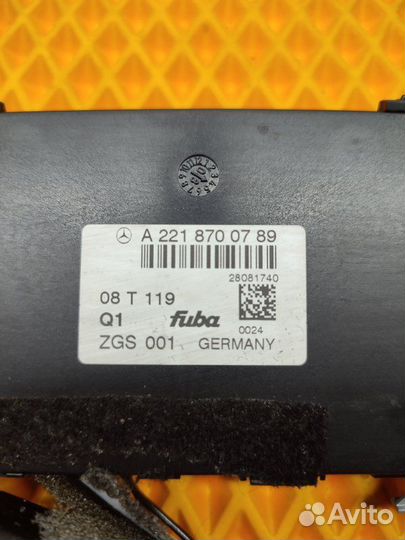 A 221 870 07 89
28081740
08 T 119
Q1
fuba
0024
ZGS 001 GERMANY
Avito